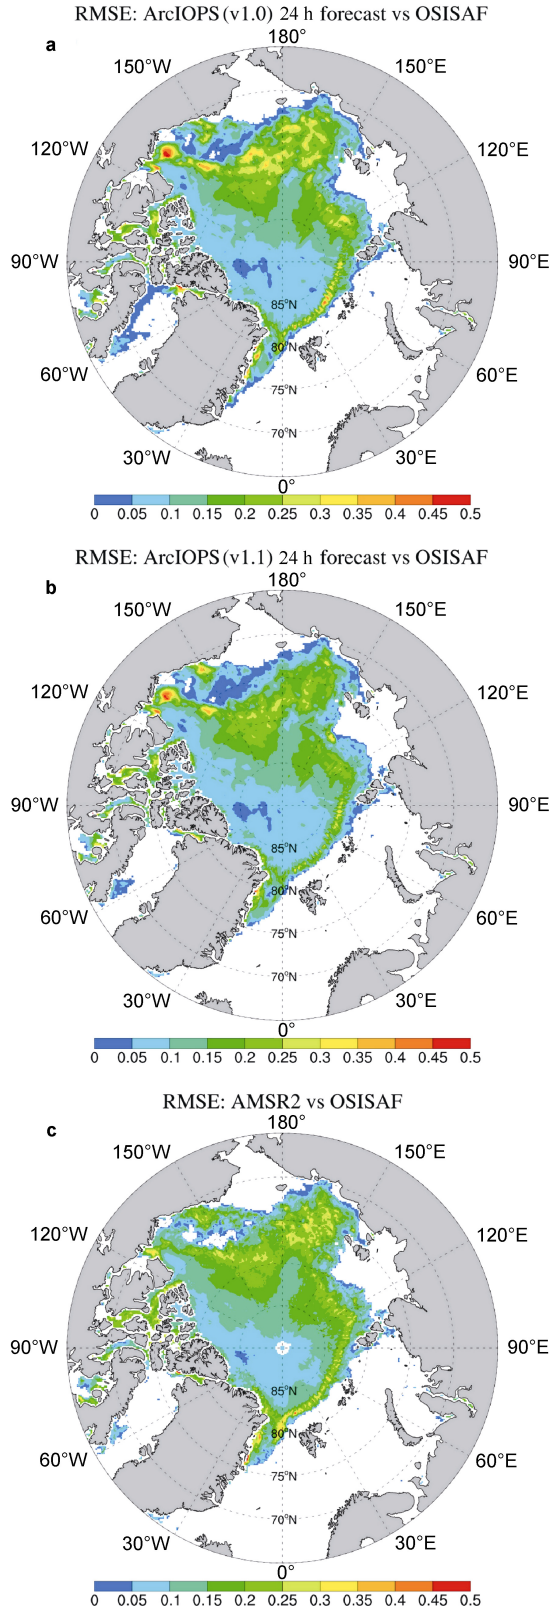 RMSE: ArcIOPS(v1.0) 24 h forecast vs OSISAF
a
180°
150°W
150°E
120°W
120°E
90°W
90°E
85°N
80°N
60°W
60°E
75°N
70°N
30°W
30°E
0°
0 0.05 0.1 0.15 0.2 0.25 0.3 0.35 0.4 0.45 0.5
RMSE: ArcIOPS(v1.1) 24 h forecast vs OSISAF
b
180°
150°W
150°E
120°W
120°E
90°W
90°E
85°N
80°N
60°W
60°E
75°N
70°N
30°W
30°E
0°
0 0.05 0.1 0.15 0.2 0.25 0.3 0.35 0.4 0.45 0.5
RMSE: AMSR2 vs OSISAF
c
180°
150°W
150°E
120°W
120°E
90°W
90°E
85°N
80°N
60°W
60°E
75°N
70°N
30°W
30°E
0°
0 0.05 0.1 0.15 0.2 0.25 0.3 0.35 0.4 0.45 0.5